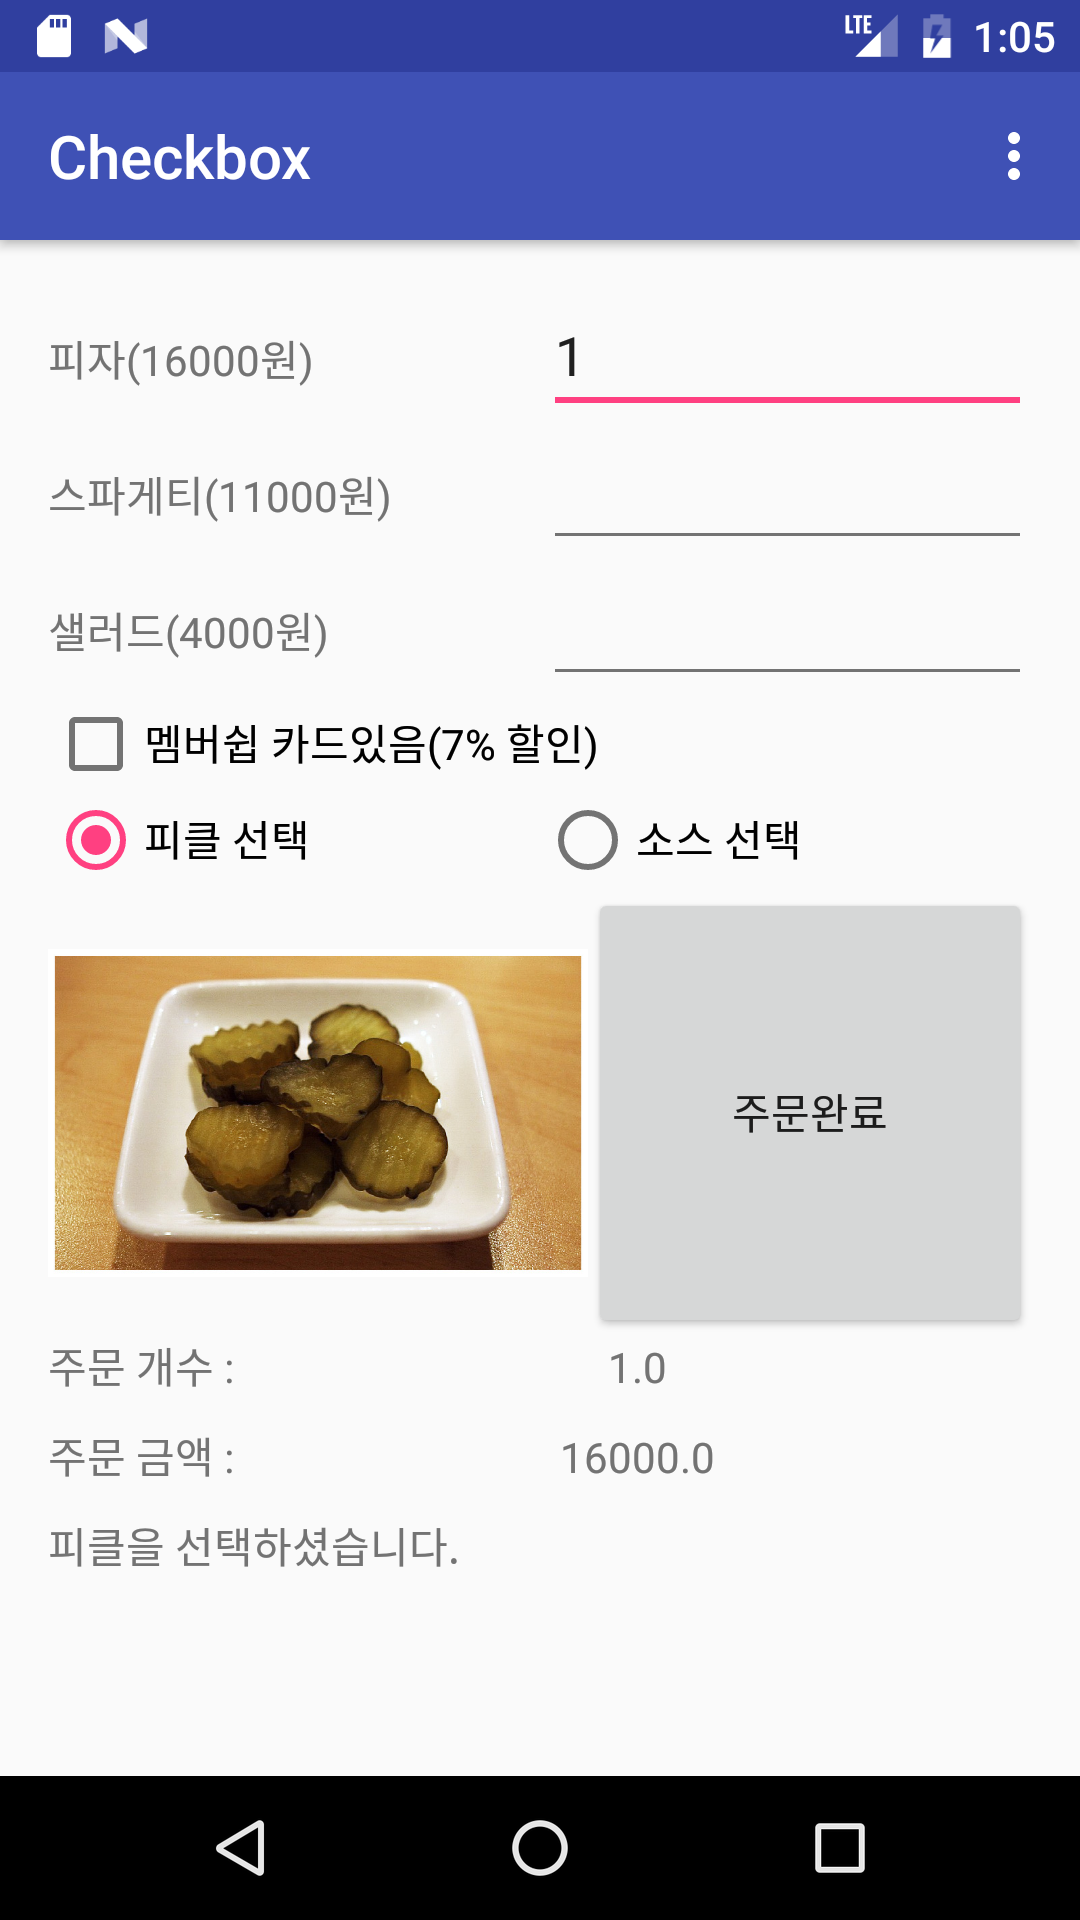 LTE 1:05
Checkbox
피자(16000원) 1
스파게티(11000원)
샐러드(4000원)
멤버쉽 카드있음(7% 할인)
피클 선택 소스 선택
주문완료
주문 개수 : 1.0
주문 금액 : 16000.0
피클을 선택하셨습니다.